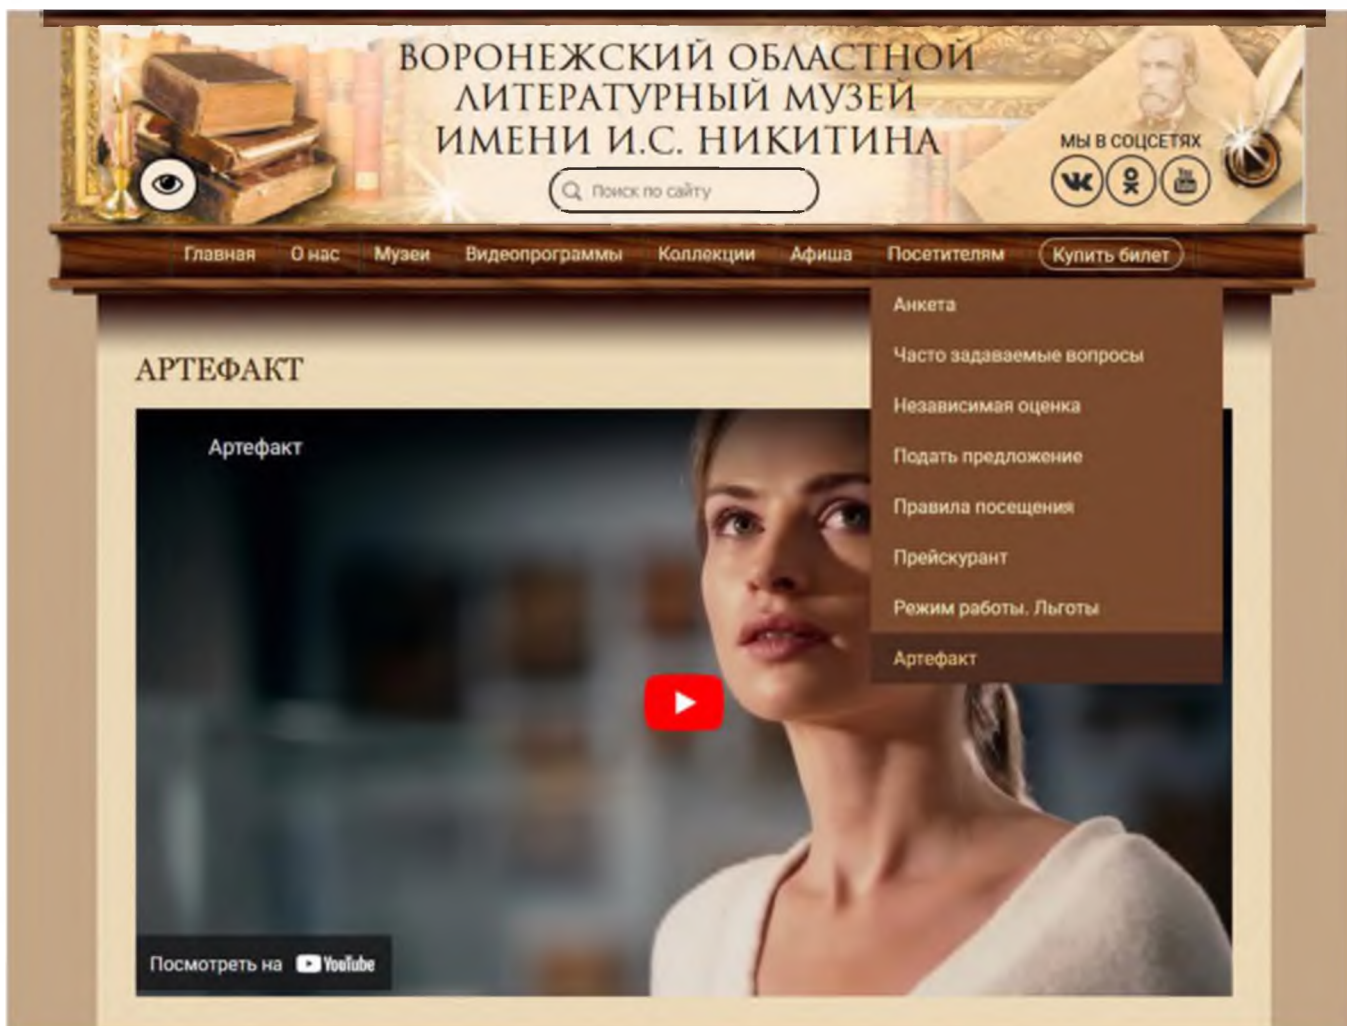 ВОРОНЕЖСКИЙ ОБЛАСТНОЙ
ЛИТЕРАТУРНЫЙ МУЗЕЙ
ИМЕНИ И.С. НИКИТИНА
МЫ В СОЦСЕТЯХ
You Tube
Поиск по сайту
Главная О нас Музеи Видеопрограммы Коллекции Афиша Посетителям Купить билет
Анкета
Часто задаваемые вопросы
Независимая оценка
Подать предложение
Правила посещения
Прейскурант
Режим работы. Льготы
Артефакт
АРТЕФАКТ
Артефакт
Посмотреть на YouTube